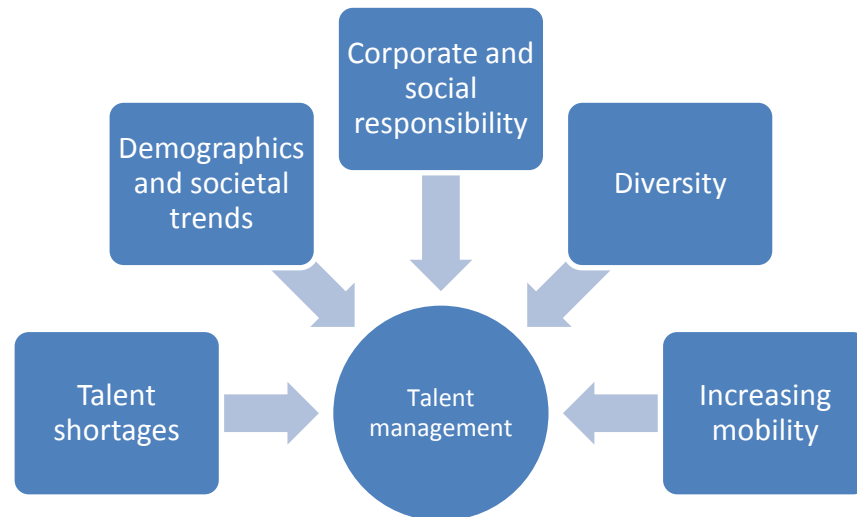 Corporate and
social
responsibility
Demographics
and societal
trends
Diversity
Talent
shortages
Talent
management
Increasing
mobility